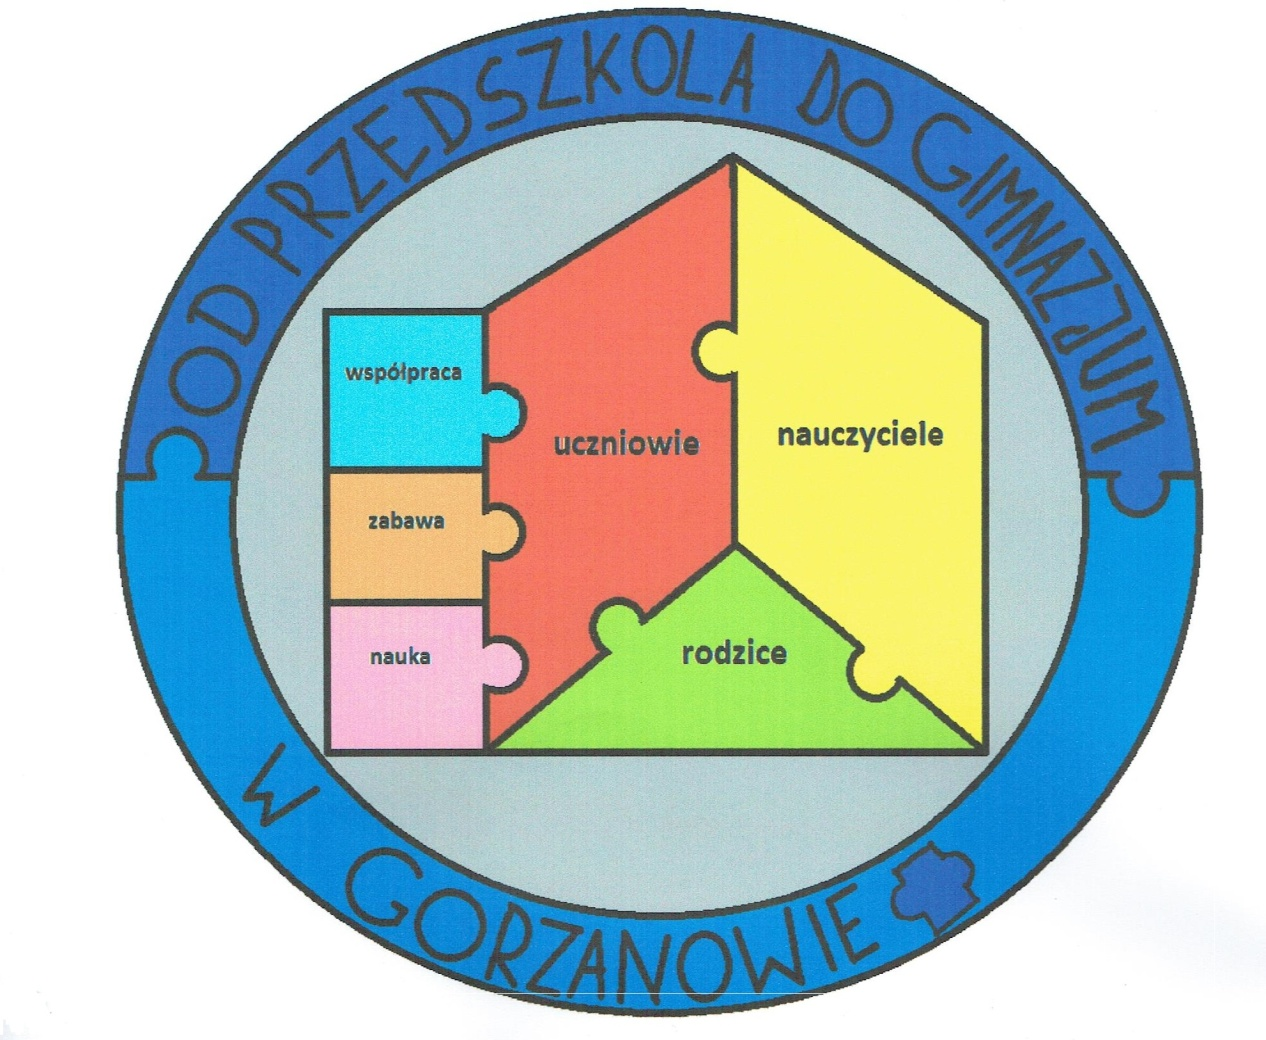 OD PRZEDSZKOLA DO GIMNAZJUM
współpraca
uczniowie
nauczyciele
zabawa
nauka
rodzice
W GORZANOWIE